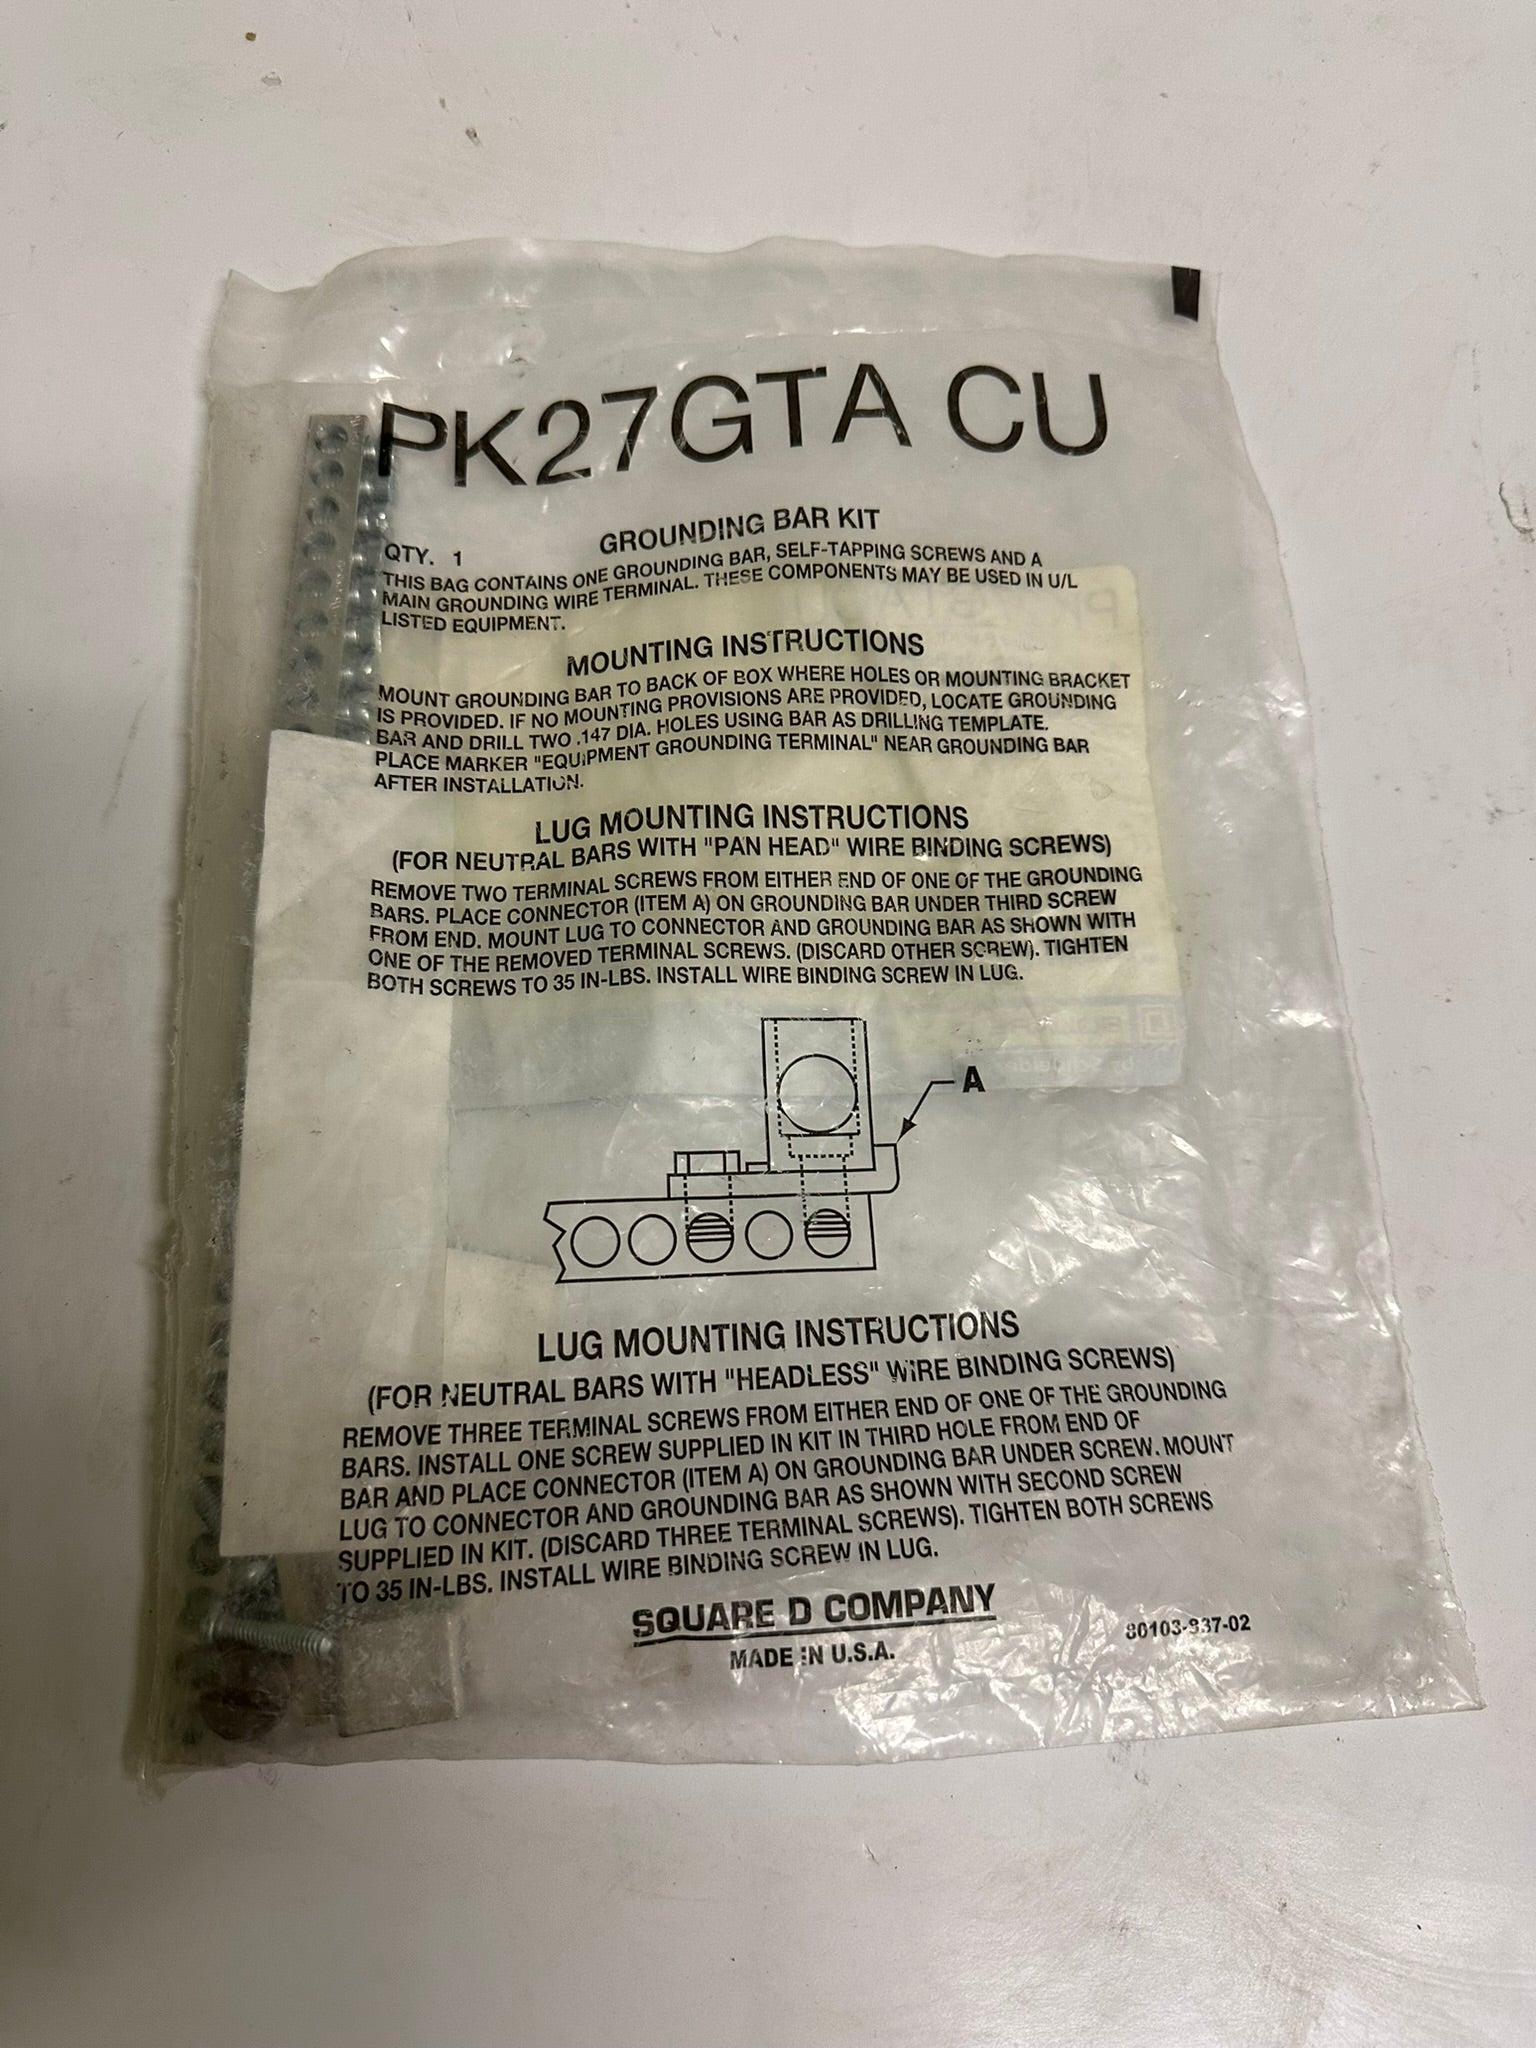 PK27GTA CU
GROUNDING BAR KIT
QTY. 1
THIS BAG CONTAINS ONE GROUNDING BAR, SELF-TAPPING SCREWS AND A
MAIN GROUNDING WIRE TERMINAL. THESE COMPONENTS MAY BE USED IN U/L
LISTED EQUIPMENT.
MOUNTING INSTRUCTIONS
MOUNT GROUNDING BAR TO BACK OF BOX WHERE HOLES OR MOUNTING BRACKET
IS PROVIDED. IF NO MOUNTING PROVISIONS ARE PROVIDED, LOCATE GROUNDING
BAR AND DRILL TWO .147 DIA. HOLES USING BAR AS DRILLING TEMPLATE.
PLACE MARKER "EQUIPMENT GROUNDING TERMINAL" NEAR GROUNDING BAR
AFTER INSTALLATION.
LUG MOUNTING INSTRUCTIONS
(FOR NEUTRAL BARS WITH "PAN HEAD" WIRE BINDING SCREWS)
REMOVE TWO TERMINAL SCREWS FROM EITHER END OF ONE OF THE GROUNDING
BARS. PLACE CONNECTOR (ITEM A) ON GROUNDING BAR UNDER THIRD SCREW
FROM END. MOUNT LUG TO CONNECTOR AND GROUNDING BAR AS SHOWN WITH
ONE OF THE REMOVED TERMINAL SCREWS. (DISCARD OTHER SCREW). TIGHTEN
BOTH SCREWS TO 35 IN-LBS. INSTALL WIRE BINDING SCREW IN LUG.
A
LUG MOUNTING INSTRUCTIONS
(FOR NEUTRAL BARS WITH "HEADLESS" WIRE BINDING SCREWS)
REMOVE THREE TERMINAL SCREWS FROM EITHER END OF ONE OF THE GROUNDING
BARS. INSTALL ONE SCREW SUPPLIED IN KIT IN THIRD HOLE FROM END OF
BAR AND PLACE CONNECTOR (ITEM A) ON GROUNDING BAR UNDER SCREW. MOUNT
LUG TO CONNECTOR AND GROUNDING BAR AS SHOWN WITH SECOND SCREW
SUPPLIED IN KIT. (DISCARD THREE TERMINAL SCREWS). TIGHTEN BOTH SCREWS
TO 35 IN-LBS. INSTALL WIRE BINDING SCREW IN LUG.
SQUARE D COMPANY
MADE IN U.S.A.